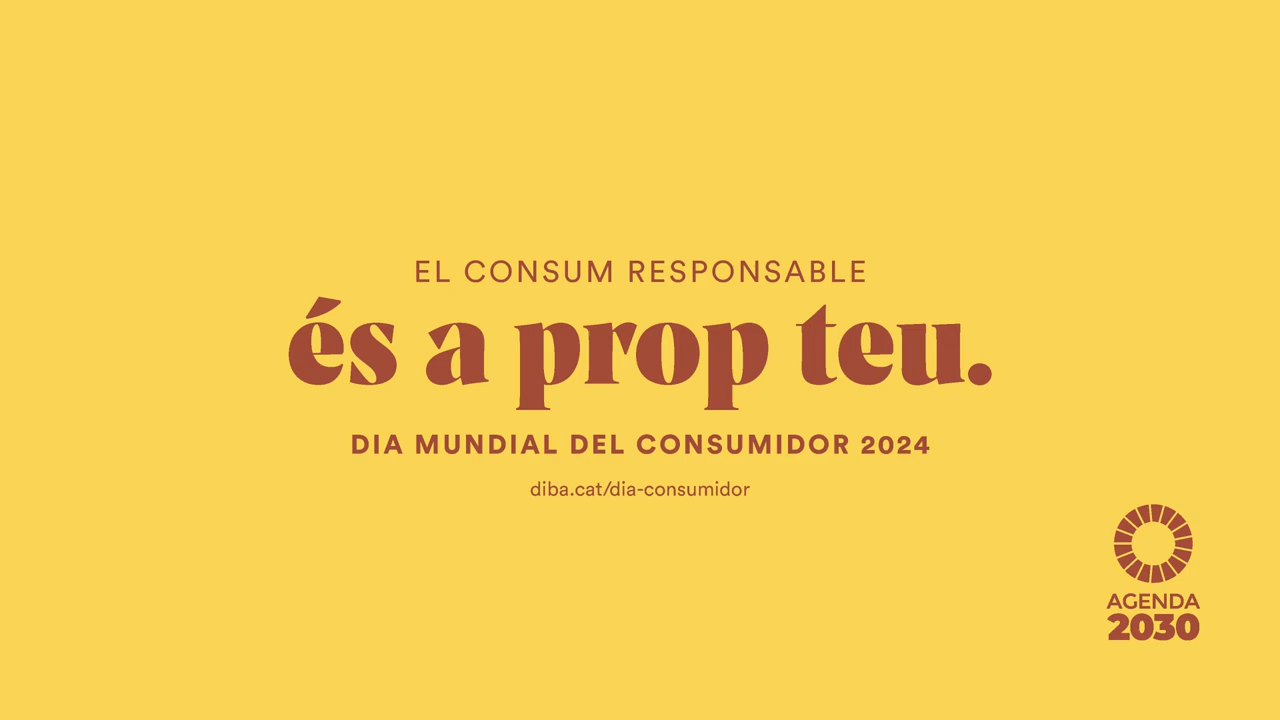 EL CONSUM RESPONSABLE
és a prop teu.
DIA MUNDIAL DEL CONSUMIDOR 2024
diba.cat/dia-consumidor
AGENDA
2030